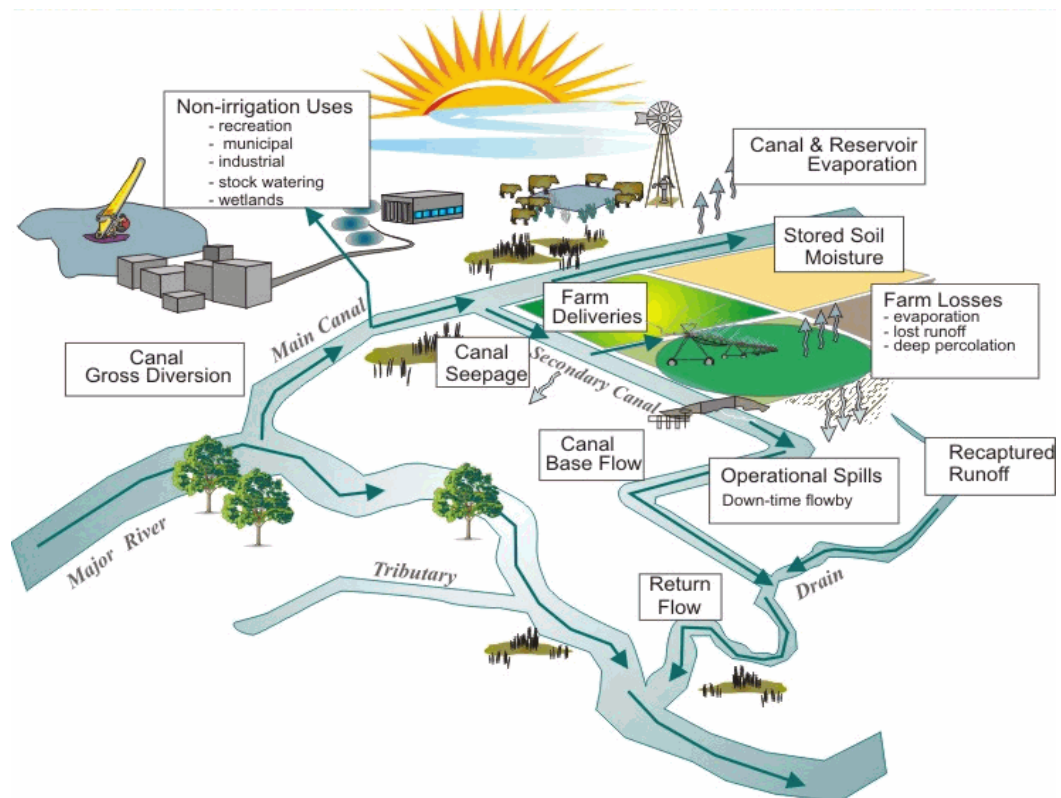 Non-irrigation Uses
- recreation
- municipal
- industrial
- stock watering
- wetlands
Canal & Reservoir
Evaporation
Stored Soil
Moisture
Farm
Deliveries
Farm Losses
- evaporation
- lost runoff
- deep percolation
Main Canal
Canal
Gross Diversion
Canal
Seepage
Secondary Canal
Canal
Base Flow
Operational Spills
Down-time flowby
Recaptured
Runoff
Major River
Tributary
Return
Flow
Drain